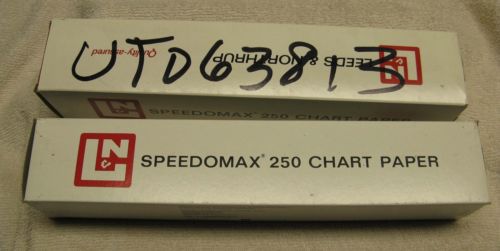 UTD63813
LEEDS & NORTHRUP
Quality-assured
L&N
SPEEDOMAX 250 CHART PAPER
L&N
SPEEDOMAX® 250 CHART PAPER